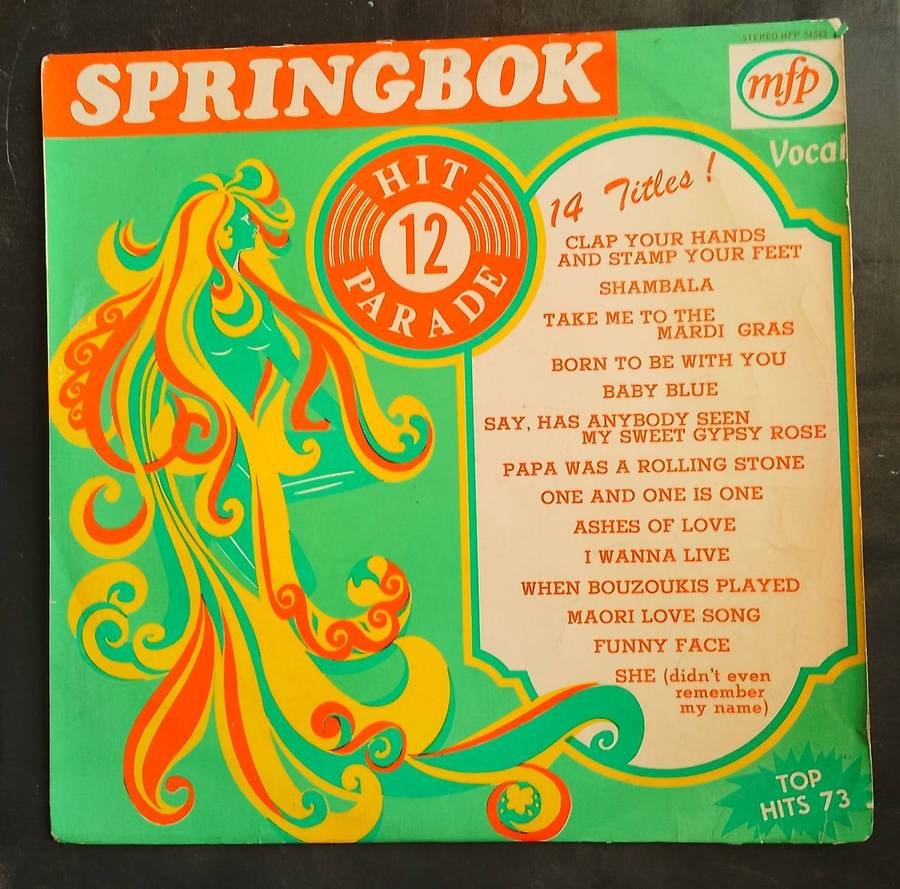 SPRINGBOK
STEREO MFP 54542
mfp
Vocal
HIT
12
PARADE
14 Titles!
CLAP YOUR HANDS
AND STAMP YOUR FEET
SHAMBALA
TAKE ME TO THE
MARDI GRAS
BORN TO BE WITH YOU
BABY BLUE
SAY, HAS ANYBODY SEEN
MY SWEET GYPSY ROSE
PAPA WAS A ROLLING STONE
ONE AND ONE IS ONE
ASHES OF LOVE
I WANNA LIVE
WHEN BOUZOUKIS PLAYED
MAORI LOVE SONG
FUNNY FACE
SHE (didn't even
remember
my name)
TOP
HITS 73